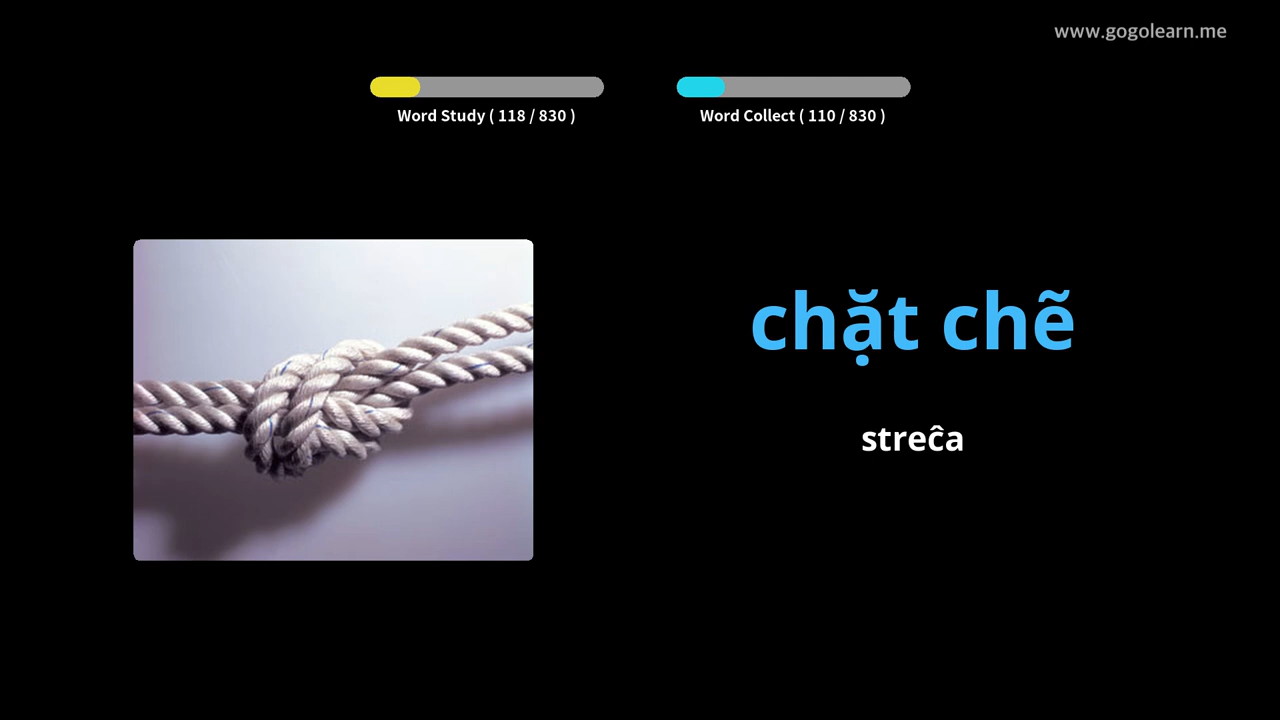 www.gogolearn.me
Word Study ( 118 / 830 )
Word Collect ( 110 / 830 )
chặt chẽ
streĉa